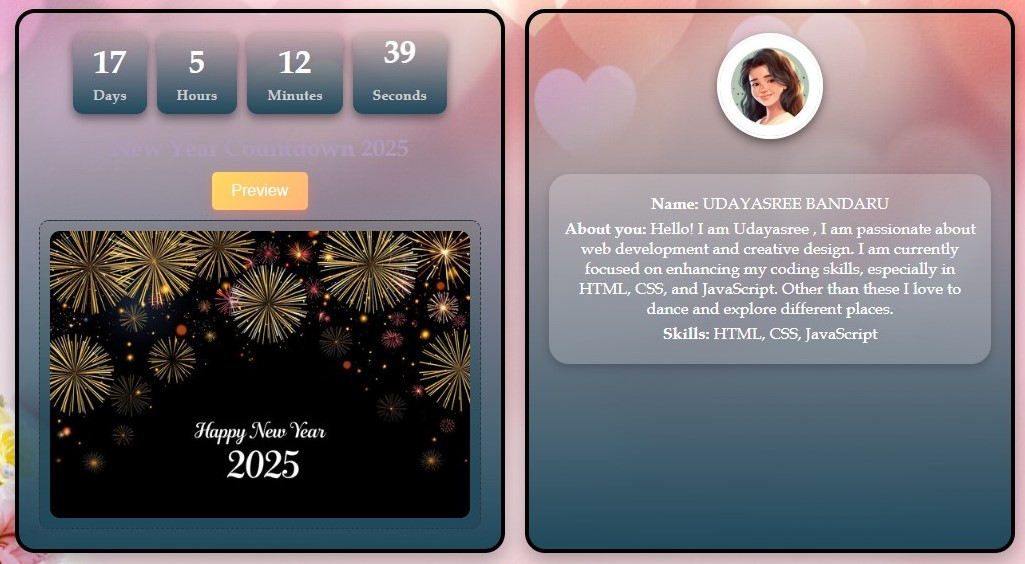 17 5 12 39
Days Hours Minutes Seconds
New Year Countdown 2025
Preview
Happy New Year
2025
Name: UDAYASREE BANDARU
About you: Hello! I am Udayasree , I am passionate about
web development and creative design. I am currently
focused on enhancing my coding skills, especially in
HTML, CSS, and JavaScript. Other than these I love to
dance and explore different places.
Skills: HTML, CSS, JavaScript